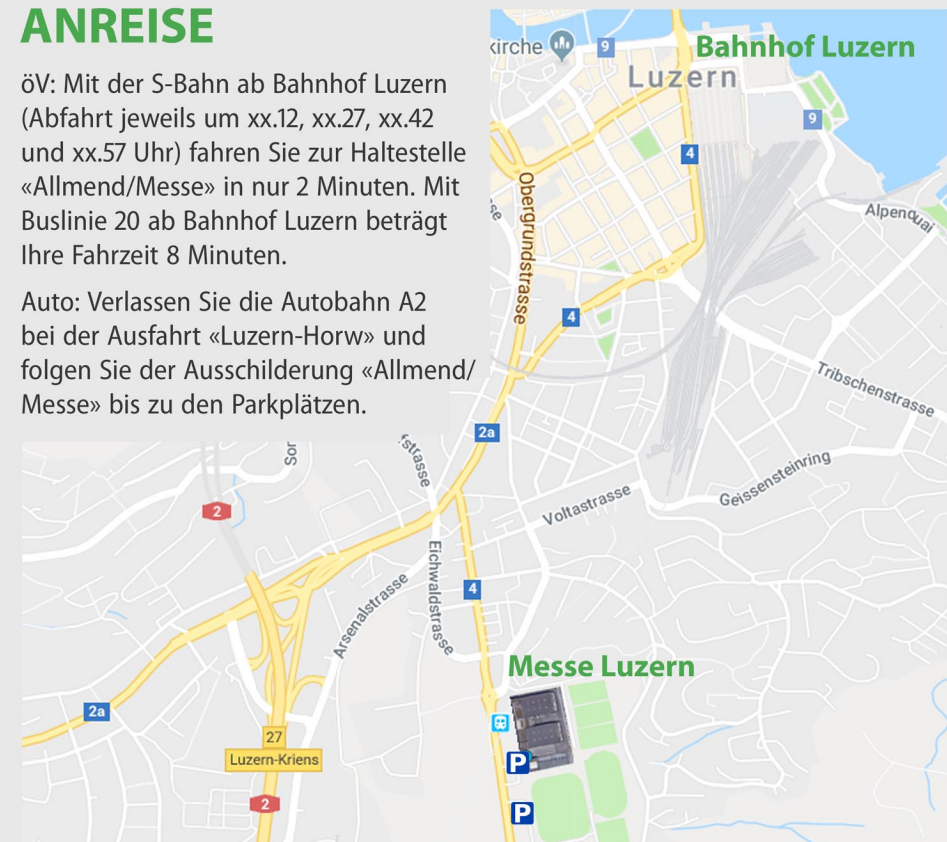 ANREISE
öV: Mit der S-Bahn ab Bahnhof Luzern
(Abfahrt jeweils um xx.12, xx.27, xx.42
und xx.57 Uhr) fahren Sie zur Haltestelle
«Allmend/Messe» in nur 2 Minuten. Mit
Buslinie 20 ab Bahnhof Luzern beträgt
Ihre Fahrzeit 8 Minuten.
Auto: Verlassen Sie die Autobahn A2
bei der Ausfahrt «Luzern-Horw» und
folgen Sie der Ausschilderung «Allmend/
Messe» bis zu den Parkplätzen.
kirche
9
Bahnhof Luzern
Luzern
9
4
se
Obergrundstrasse
Alpenquai
4
Tribschenstrasse
2a
Sor
strasse
Geissensteinring
Voltastrasse
2
Eichwaldstrasse
Arsenalstrasse
4
Messe Luzern
2a
27
Luzern-Kriens
P
2
P